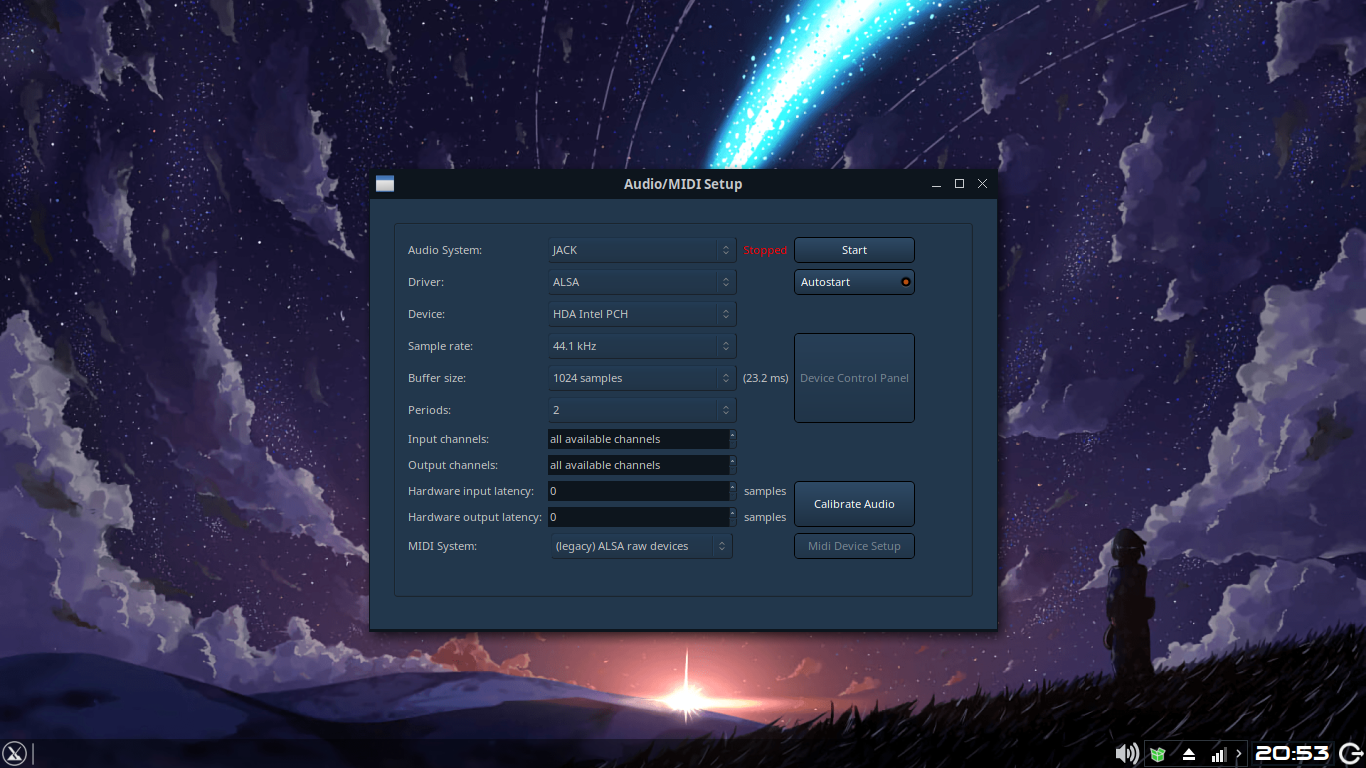 Audio/MIDI Setup
Audio System: JACK Stopped Start
Driver: ALSA Autostart
Device: HDA Intel PCH
Sample rate: 44.1 kHz
Buffer size: 1024 samples (23.2 ms) Device Control Panel
Periods: 2
Input channels: all available channels
Output channels: all available channels
Hardware input latency: 0 samples
Calibrate Audio
Hardware output latency: 0 samples
MIDI System: (legacy) ALSA raw devices Midi Device Setup
20:53